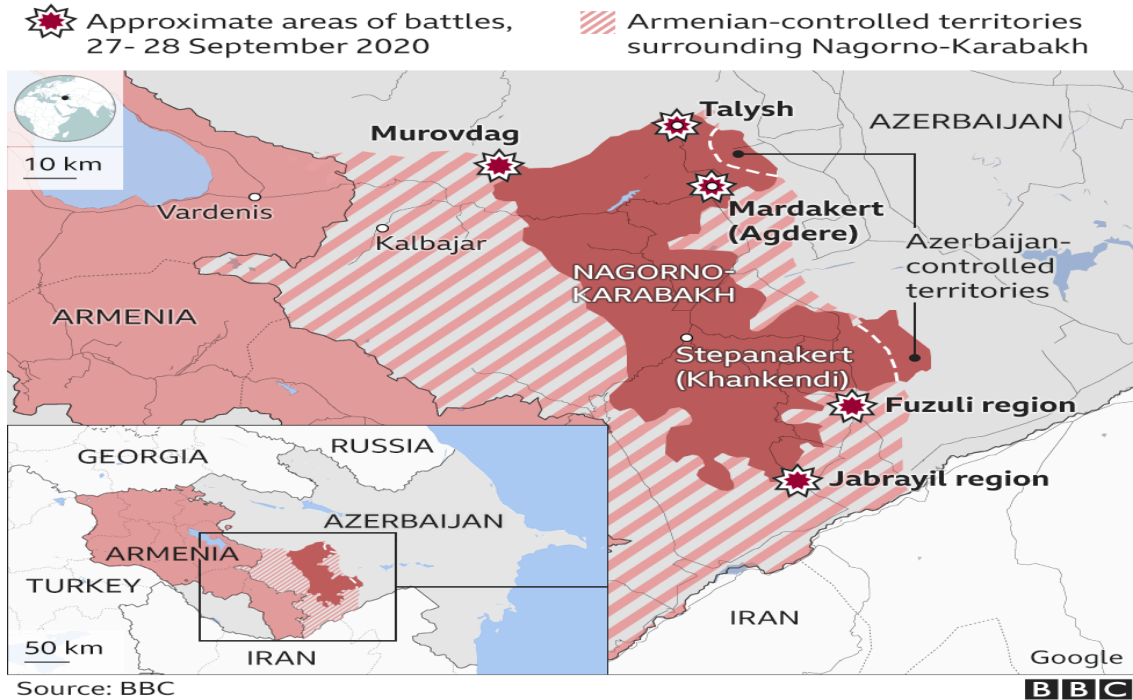 Approximate areas of battles,
27- 28 September 2020
Armenian-controlled territories
surrounding Nagorno-Karabakh
10 km
Murovdag
Talysh
AZERBAIJAN
Vardenis
Kalbajar
Mardakert
(Agdere)
Azerbaijan-
controlled
territories
NAGORNO-
KARABAKH
ARMENIA
Stepanakert
(Khankendi)
Fuzuli region
Jabrayil region
IRAN
Google
GEORGIA
RUSSIA
AZERBAIJAN
ARMENIA
TURKEY
IRAN
50 km
Source: BBC
BBC